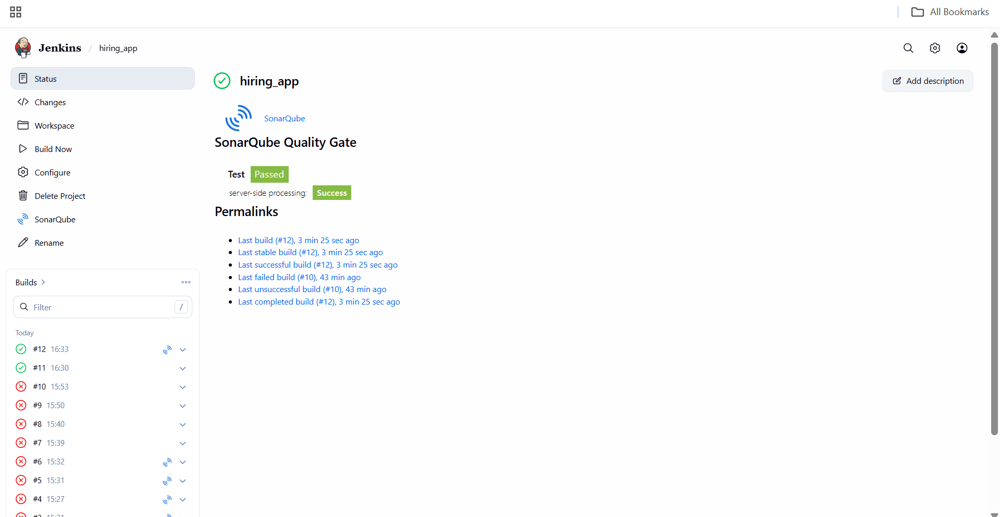 All Bookmarks
Jenkins / hiring_app
Status
Changes
Workspace
Build Now
Configure
Delete Project
SonarQube
Rename
Builds
Filter /
Today
#12 16:33
#11 16:30
#10 15:53
#9 15:50
#8 15:40
#7 15:39
#6 15:32
#5 15:31
#4 15:27
hiring_app
Add description
SonarQube
SonarQube Quality Gate
Test Passed
server-side processing: Success
Permalinks
Last build (#12), 3 min 25 sec ago
Last stable build (#12), 3 min 25 sec ago
Last successful build (#12), 3 min 25 sec ago
Last failed build (#10), 43 min ago
Last unsuccessful build (#10), 43 min ago
Last completed build (#12), 3 min 25 sec ago